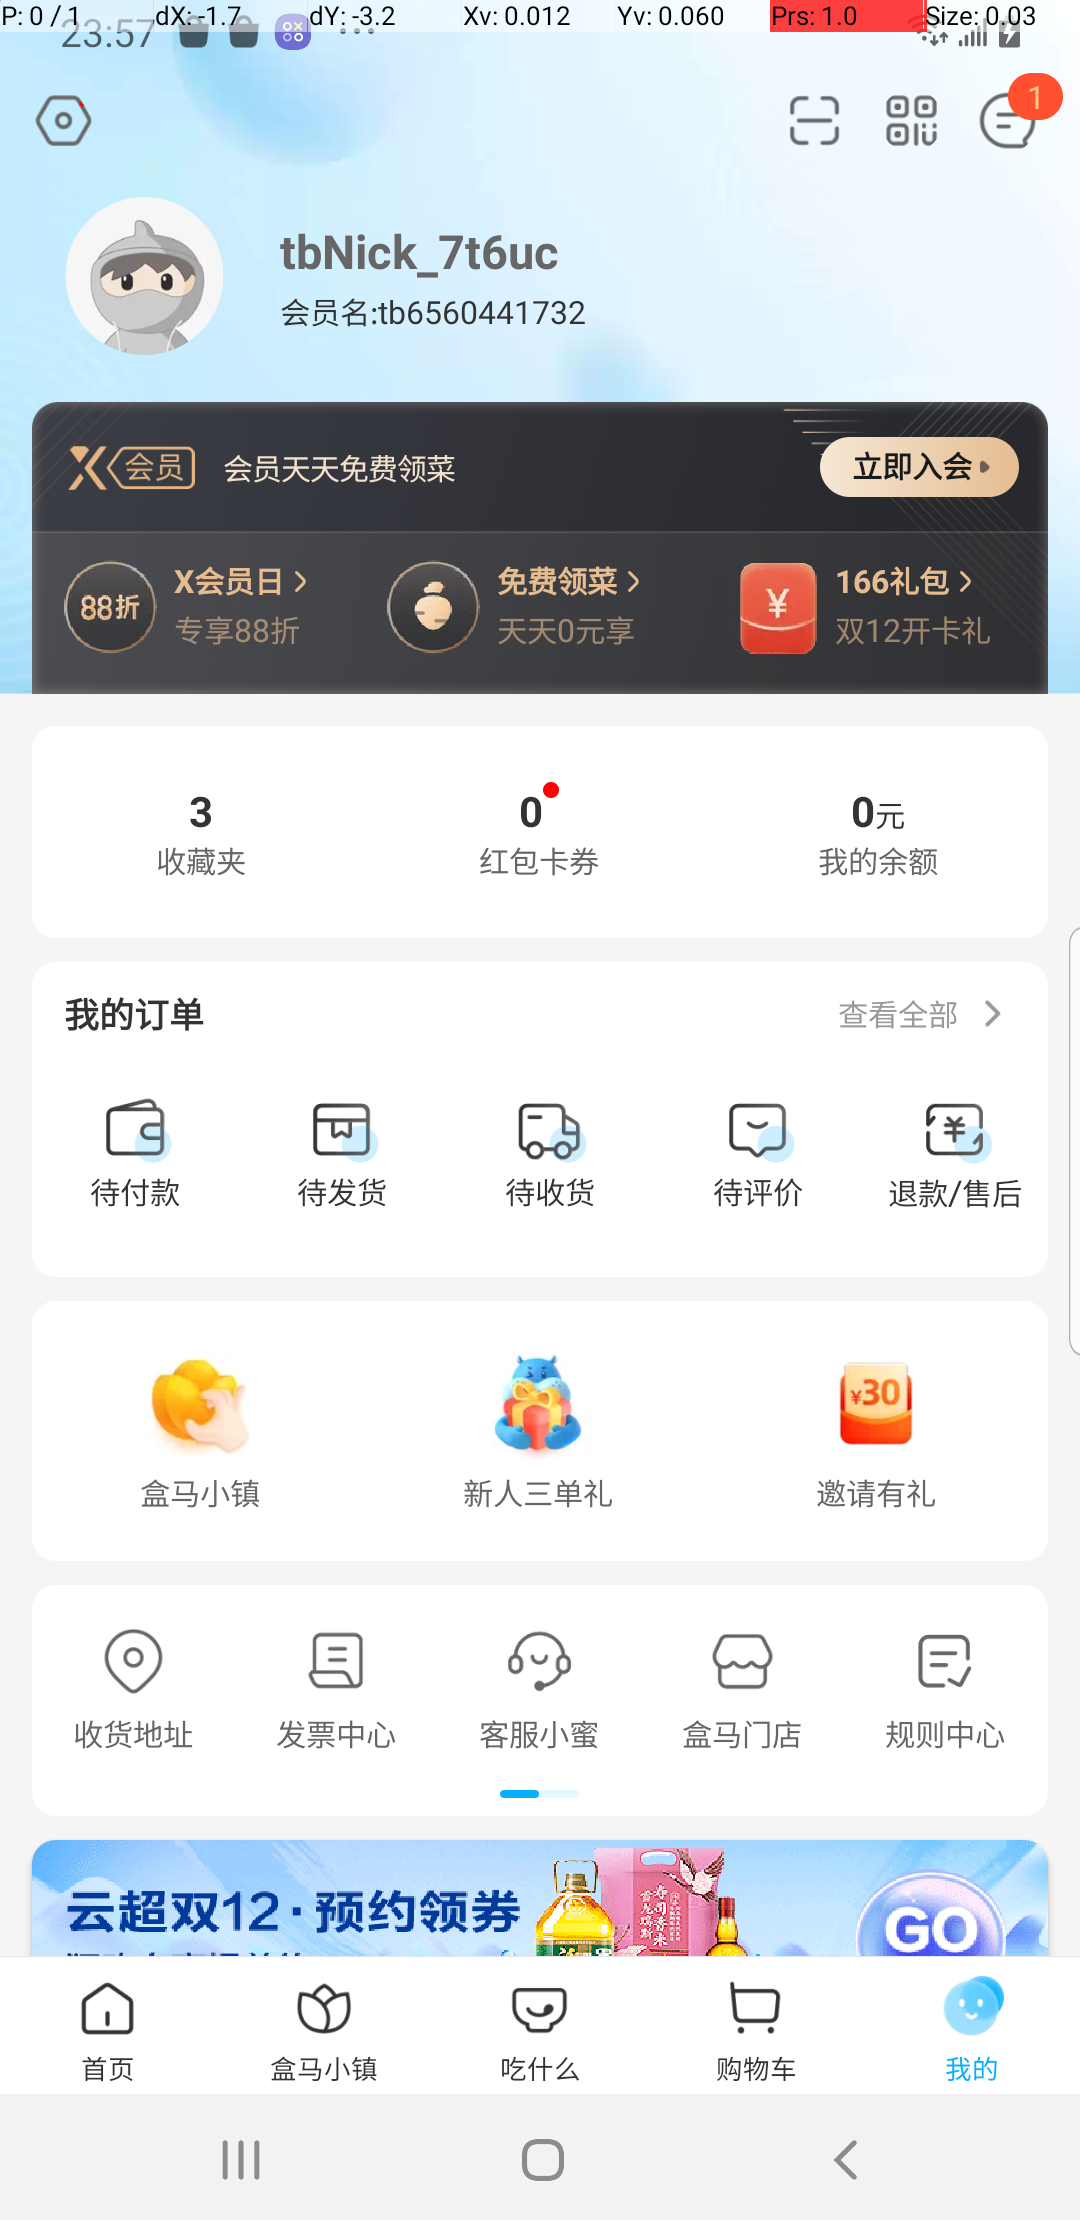 P: 0 / 1 dX: -1.7 dY: -3.2 Xv: 0.012 Yv: 0.060 Prs: 1.0 Size: 0.03
23:57
1
tbNick_7t6uc
会员名:tb6560441732
X会员 会员天天免费领菜 立即入会
88折 X会员日 免费领菜 ¥ 166礼包
专享88折 天天0元享 双12开卡礼
3 0 0元
收藏夹 红包卡券 我的余额
我的订单 查看全部
待付款 待发货 待收货 待评价 退款/售后
¥30
盒马小镇 新人三单礼 邀请有礼
收货地址 发票中心 客服小蜜 盒马门店 规则中心
云超双12·预约领券 GO
首页 盒马小镇 吃什么 购物车 我的